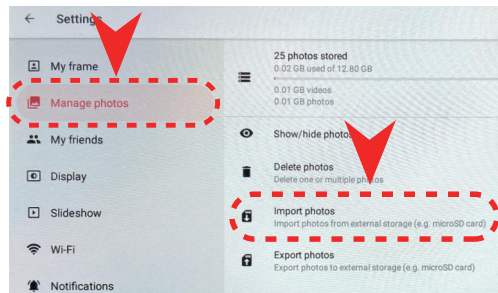 Settings
My frame
Manage photos
My friends
Display
Slideshow
Wi-Fi
Notifications
25 photos stored
0.02 GB used of 12.80 GB
0.01 GB videos
0.01 GB photos
Show/hide photos
Delete photos
Delete one or multiple photos
Import photos
Import photos from external storage (e.g. microSD card)
Export photos
Export photos to external storage (e.g. microSD card)